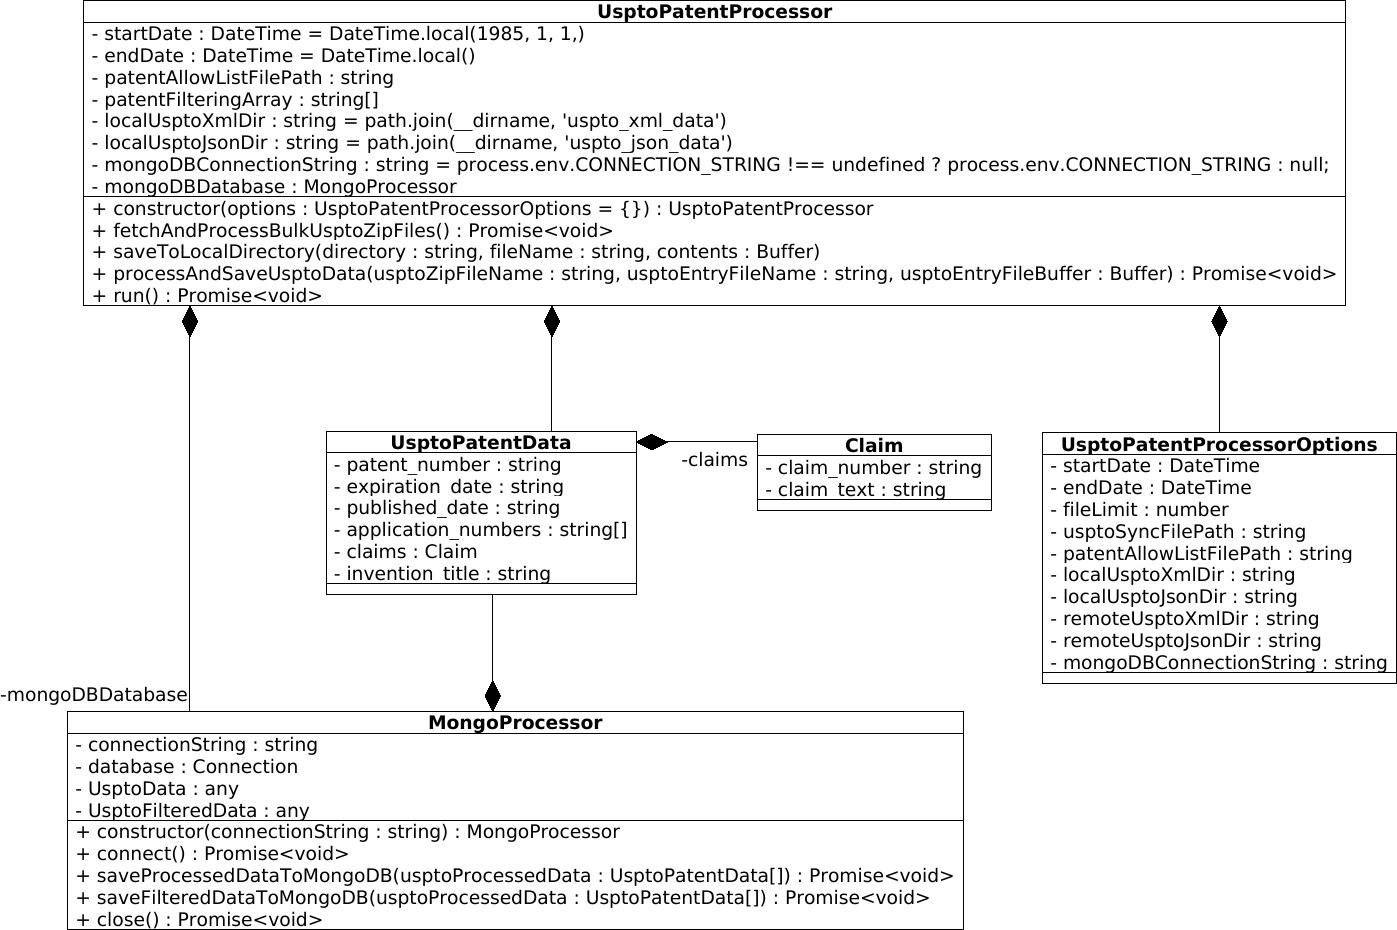 UsptoPatentProcessor
- startDate : DateTime = DateTime.local(1985, 1, 1,)
- endDate : DateTime = DateTime.local()
- patentAllowListFilePath : string
- patentFilteringArray : string[]
- localUsptoXmlDir : string = path.join(__dirname, 'uspto_xml_data')
- localUsptoJsonDir : string = path.join(__dirname, 'uspto_json_data')
- mongoDBConnectionString : string = process.env.CONNECTION_STRING !== undefined ? process.env.CONNECTION_STRING : null;
- mongoDBDatabase : MongoProcessor
+ constructor(options : UsptoPatentProcessorOptions = {}) : UsptoPatentProcessor
+ fetchAndProcessBulkUsptoZipFiles() : Promise<void>
+ saveToLocalDirectory(directory : string, fileName : string, contents : Buffer)
+ processAndSaveUsptoData(usptoZipFileName : string, usptoEntryFileName : string, usptoEntryFileBuffer : Buffer) : Promise<void>
+ run() : Promise<void>
UsptoPatentData
- patent_number : string
- expiration_date : string
- published_date : string
- application_numbers : string[]
- claims : Claim
- invention_title : string
-claims
Claim
- claim_number : string
- claim_text : string
UsptoPatentProcessorOptions
- startDate : DateTime
- endDate : DateTime
- fileLimit : number
- usptoSyncFilePath : string
- patentAllowListFilePath : string
- localUsptoXmlDir : string
- localUsptoJsonDir : string
- remoteUsptoXmlDir : string
- remoteUsptoJsonDir : string
- mongoDBConnectionString : string
-mongoDBDatabase
MongoProcessor
- connectionString : string
- database : Connection
- UsptoData : any
- UsptoFilteredData : any
+ constructor(connectionString : string) : MongoProcessor
+ connect() : Promise<void>
+ saveProcessedDataToMongoDB(usptoProcessedData : UsptoPatentData[]) : Promise<void>
+ saveFilteredDataToMongoDB(usptoProcessedData : UsptoPatentData[]) : Promise<void>
+ close() : Promise<void>